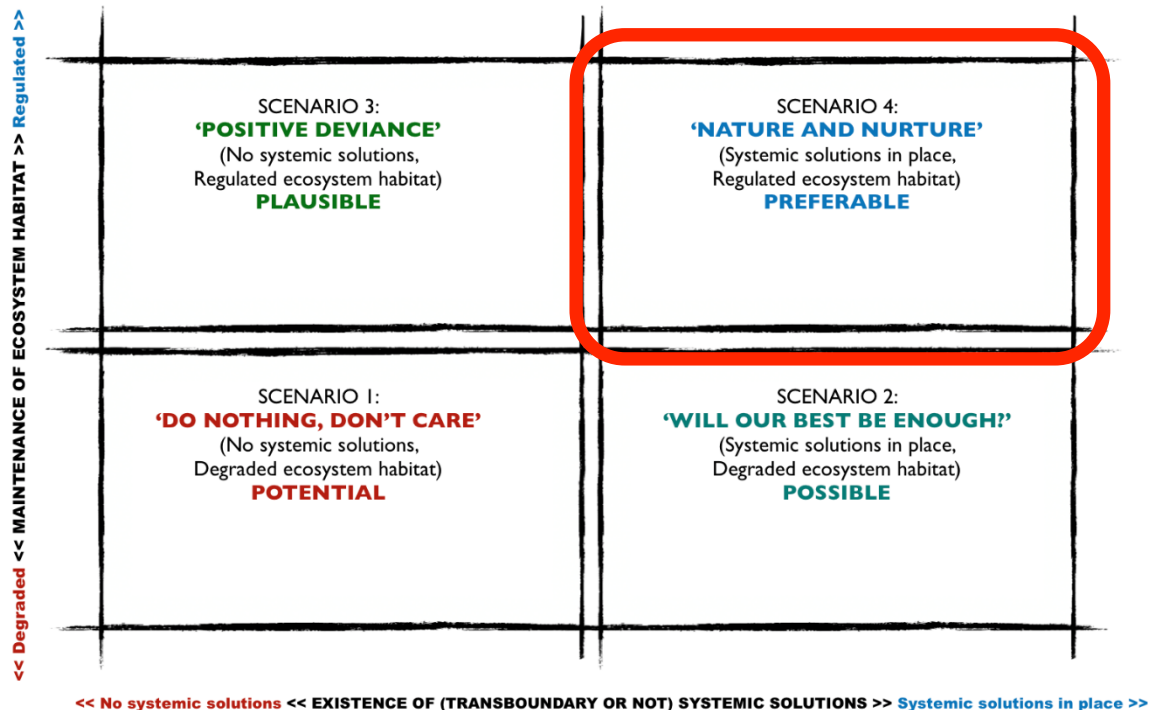 << Degraded << MAINTENANCE OF ECOSYSTEM HABITAT >> Regulated >>
SCENARIO 3:
‘POSITIVE DEVIANCE’
(No systemic solutions,
Regulated ecosystem habitat)
PLAUSIBLE
SCENARIO 4:
‘NATURE AND NURTURE’
(Systemic solutions in place,
Regulated ecosystem habitat)
PREFERABLE
SCENARIO 1:
‘DO NOTHING, DON’T CARE’
(No systemic solutions,
Degraded ecosystem habitat)
POTENTIAL
SCENARIO 2:
‘WILL OUR BEST BE ENOUGH?’
(Systemic solutions in place,
Degraded ecosystem habitat)
POSSIBLE
<< No systemic solutions << EXISTENCE OF (TRANSBOUNDARY OR NOT) SYSTEMIC SOLUTIONS >> Systemic solutions in place >>